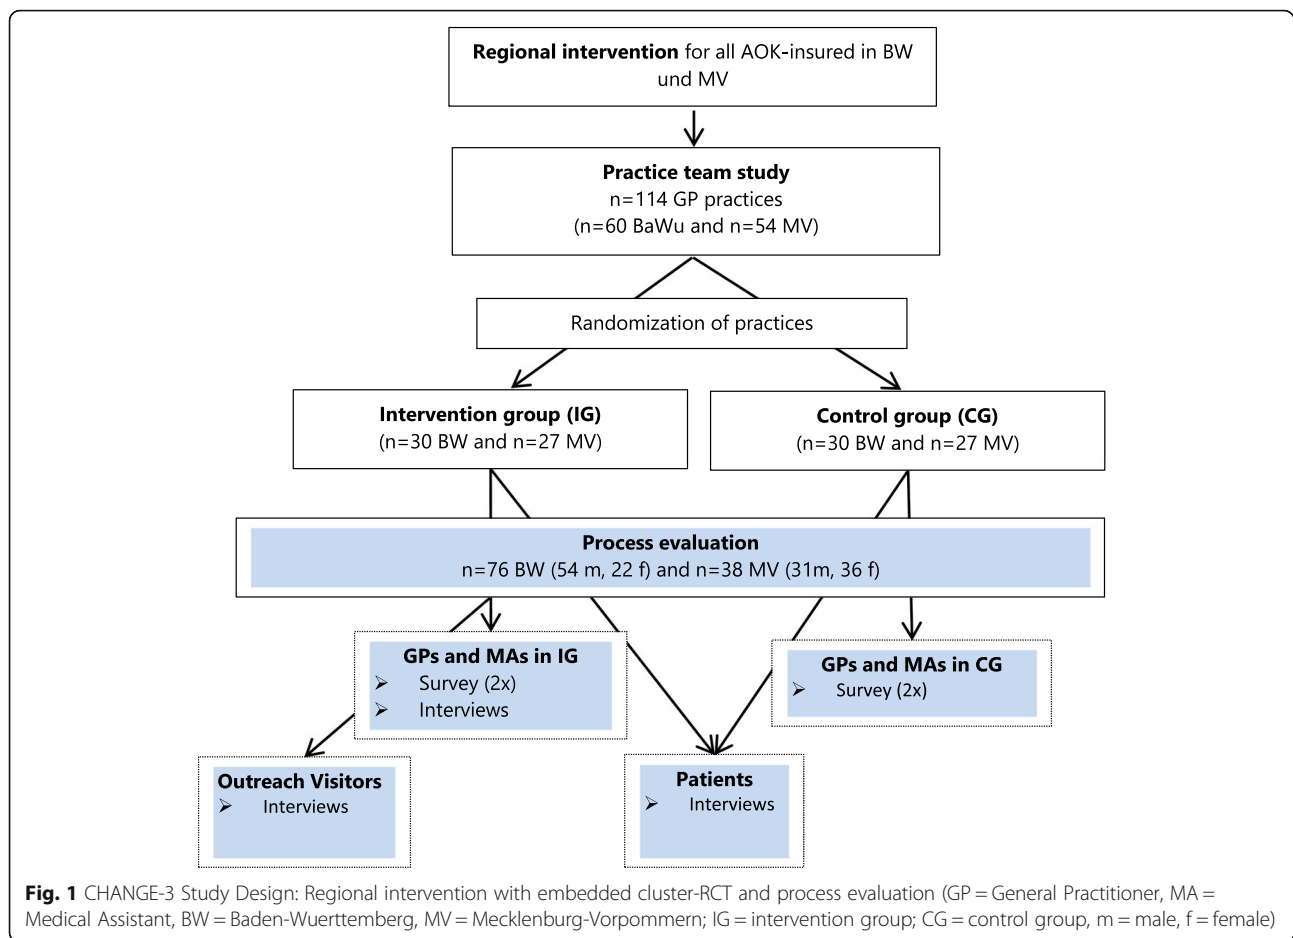 Regional intervention for all AOK-insured in BW
und MV
Practice team study
n=114 GP practices
(n=60 BaWu and n=54 MV)
Randomization of practices
Intervention group (IG)
(n=30 BW and n=27 MV)
Control group (CG)
(n=30 BW and n=27 MV)
Process evaluation
n=76 BW (54 m, 22 f) and n=38 MV (31m, 36 f)
GPs and MAs in IG
➢ Survey (2x)
➢ Interviews
GPs and MAs in CG
➢ Survey (2x)
Outreach Visitors
➢ Interviews
Patients
➢ Interviews
Fig. 1 CHANGE-3 Study Design: Regional intervention with embedded cluster-RCT and process evaluation (GP = General Practitioner, MA =
Medical Assistant, BW = Baden-Wuerttemberg, MV = Mecklenburg-Vorpommern; IG = intervention group; CG = control group, m = male, f = female)